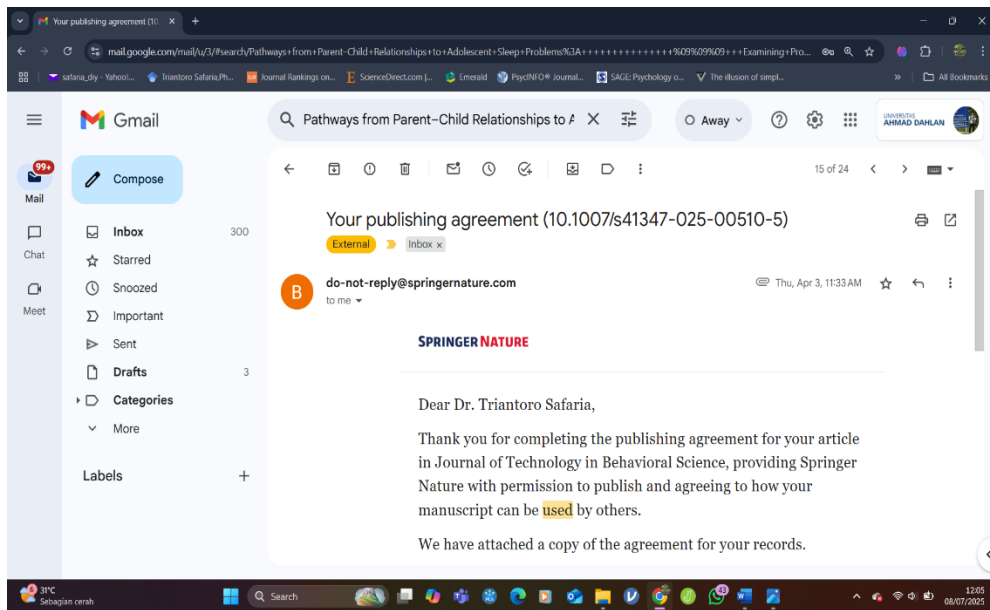 Your publishing agreement (10.
mail.google.com/mail/u/3/#search/Pathways+from+Parent-Child+Relationships+to+Adolescent+Sleep+Problems%3A+++++++++++++++%09%09%09+++Examining+Pro...
safaria_diy - Yahoo!...
Triantoro Safaria,Ph...
Journal Rankings on...
ScienceDirect.com |...
Emerald
PsycINFO® Journal...
SAGE: Psychology o...
The illusion of simpl...
»
All Bookmarks
Gmail
Pathways from Parent–Child Relationships to A
Away
UNIVERSITAS
AHMAD DAHLAN
99+
Mail
Chat
Meet
Compose
Inbox 300
Starred
Snoozed
Important
Sent
Drafts 3
Categories
More
Labels
15 of 24
Your publishing agreement (10.1007/s41347-025-00510-5)
External
Inbox x
B
do-not-reply@springernature.com
Thu, Apr 3, 11:33 AM
to me
SPRINGER NATURE
Dear Dr. Triantoro Safaria,
Thank you for completing the publishing agreement for your article
in Journal of Technology in Behavioral Science, providing Springer
Nature with permission to publish and agreeing to how your
manuscript can be used by others.
We have attached a copy of the agreement for your records.
31°C
Sebagian cerah
Search
43
12:05
08/07/2025